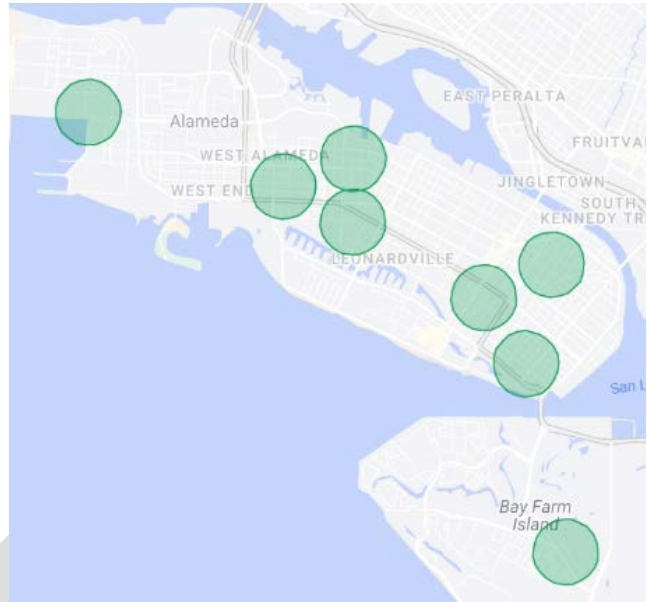 EAST PERALTA
Alameda
FRUITVA
WEST ALAMEDA
JINGLETOWN
WEST END
SOUTH
KENNEDY TR
LEONARDVILLE
San L
Bay Farm
Island